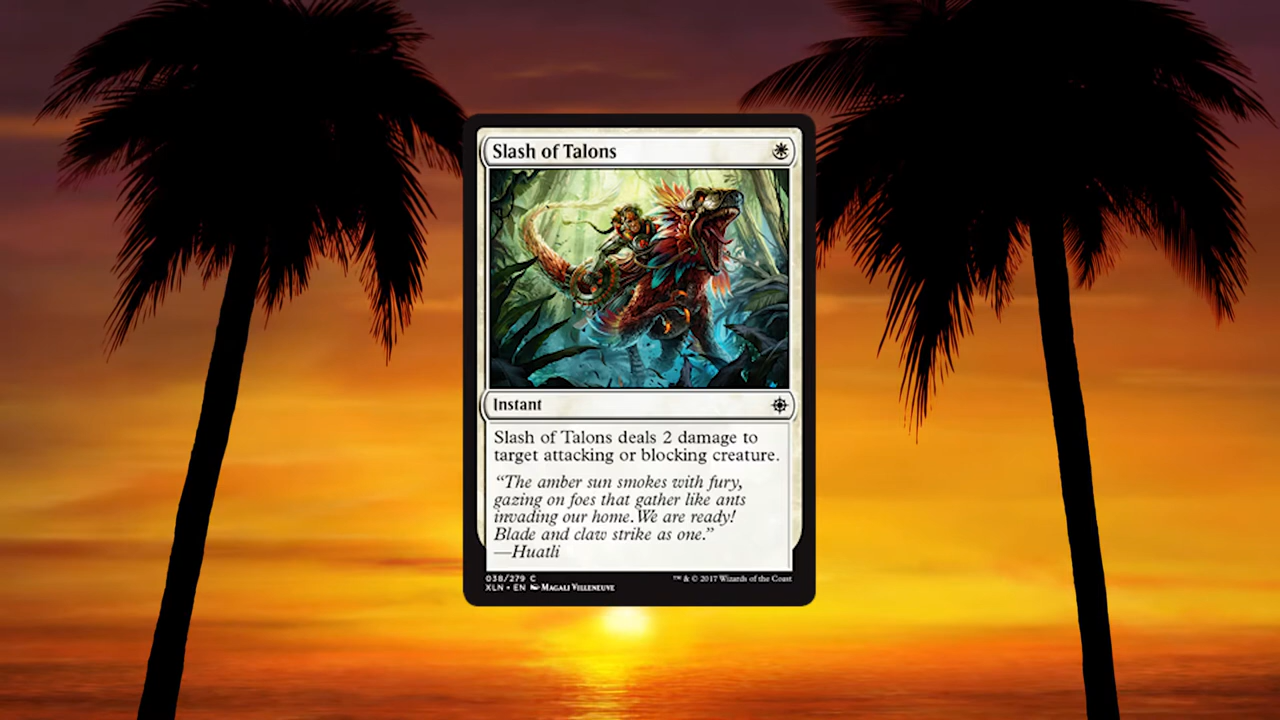 Slash of Talons
Instant
Slash of Talons deals 2 damage to
target attacking or blocking creature.
“The amber sun smokes with fury,
gazing on foes that gather like ants
invading our home. We are ready!
Blade and claw strike as one.”
—Huatli
038/279 C
XLN • EN Magali Villeneuve
™ & © 2017 Wizards of the Coast